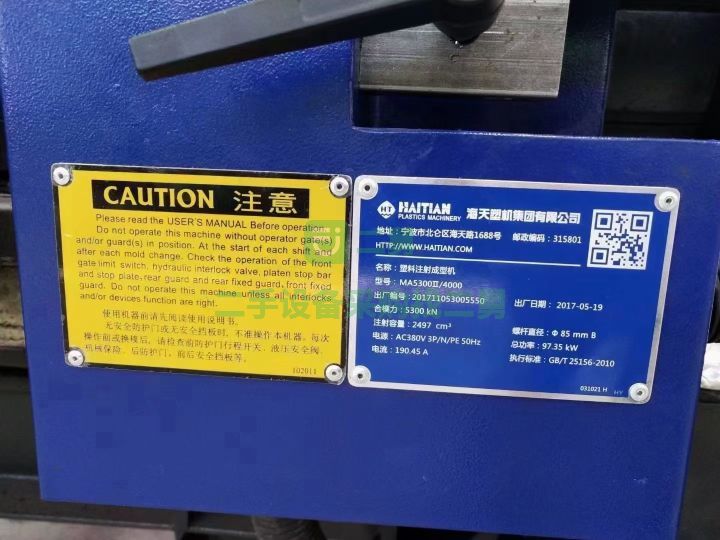 CAUTION 注意
Please read the USER'S MANUAL Before operation.
Do not operate this machine without operator gate(s)
and/or guard(s) in position. At the start of each shift and
after each mold change. Check the operation of the front
gate limit switch, hydraulic interlock valve, platen stop bar
and stop plate, rear guard and rear fixed guard, front fixed
guard. Do not operate this machine unless all interlocks
and/or devices function are right.
使用机器前请先阅读使用说明书。
无安全防护门或无安全挡板时,不准操作本机器。每次
操作前或换模后,请检查前防护门行程开关、液压安全阀、
机械保险、后防护门、前后安全挡板等。
102011
HT HAITIAN 海天塑机集团有限公司
PLASTICS MACHINERY
地址:宁波市北仑区海天路1688号 邮政编码:315801
HTTP://WWW.HAITIAN.COM
名称:塑料注射成型机
型号:MA5300Ⅱ/4000
出厂编号:201711053005550 出厂日期:2017-05-19
合模力:5300 kN
注射容量:2497 cm³ 螺杆直径:Φ 85 mm B
电源:AC380V 3P/N/PE 50Hz 总功率:97.35 kW
电流:190.45 A 执行标准:GB/T 25156-2010
031021 H HY
二手设备